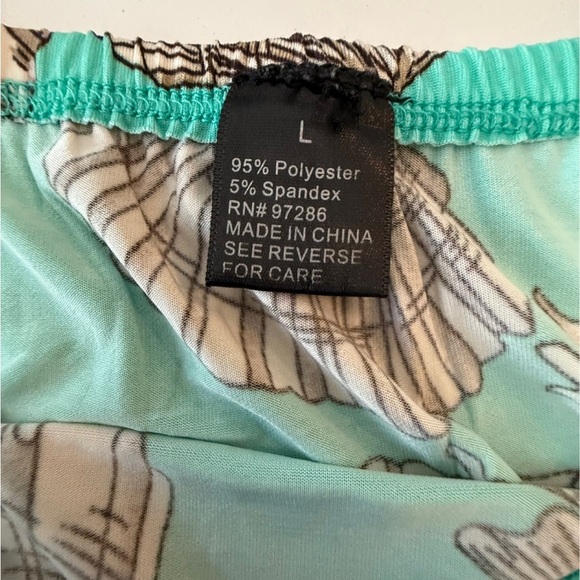 L
95% Polyester
5% Spandex
RN# 97286
MADE IN CHINA
SEE REVERSE
FOR CARE